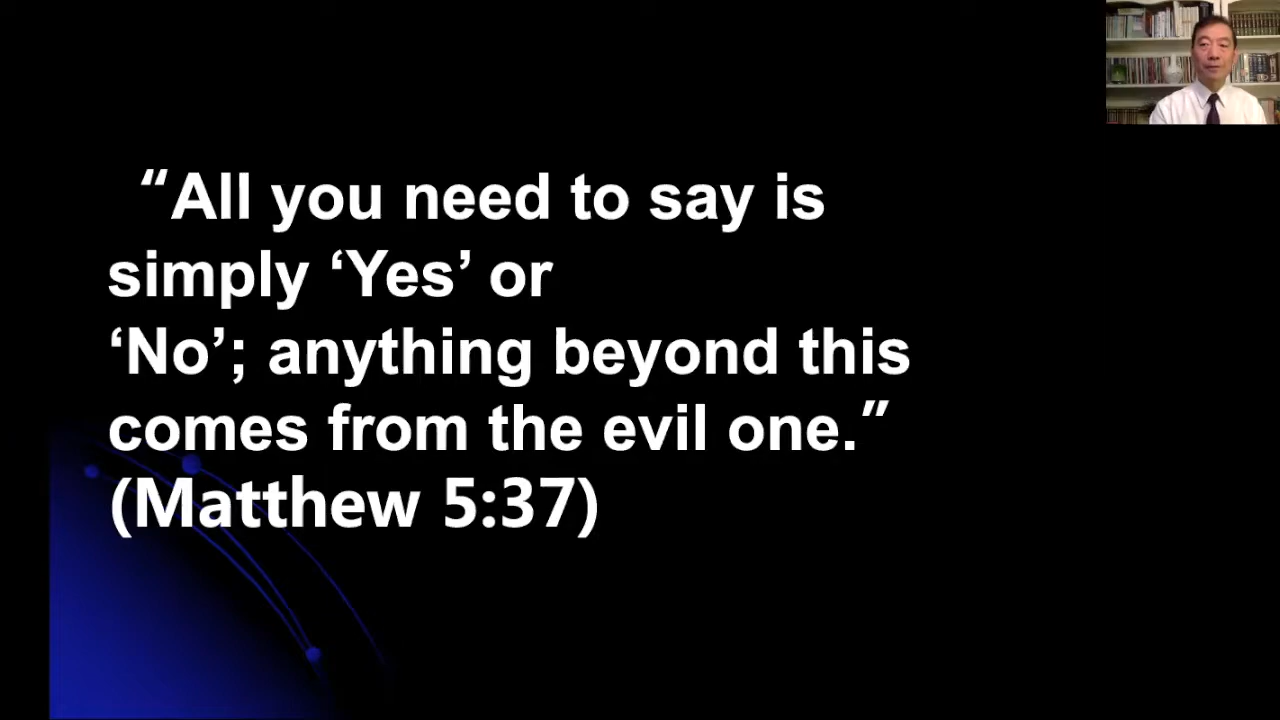 “All you need to say is
simply ‘Yes’ or
‘No’; anything beyond this
comes from the evil one.”
(Matthew 5:37)